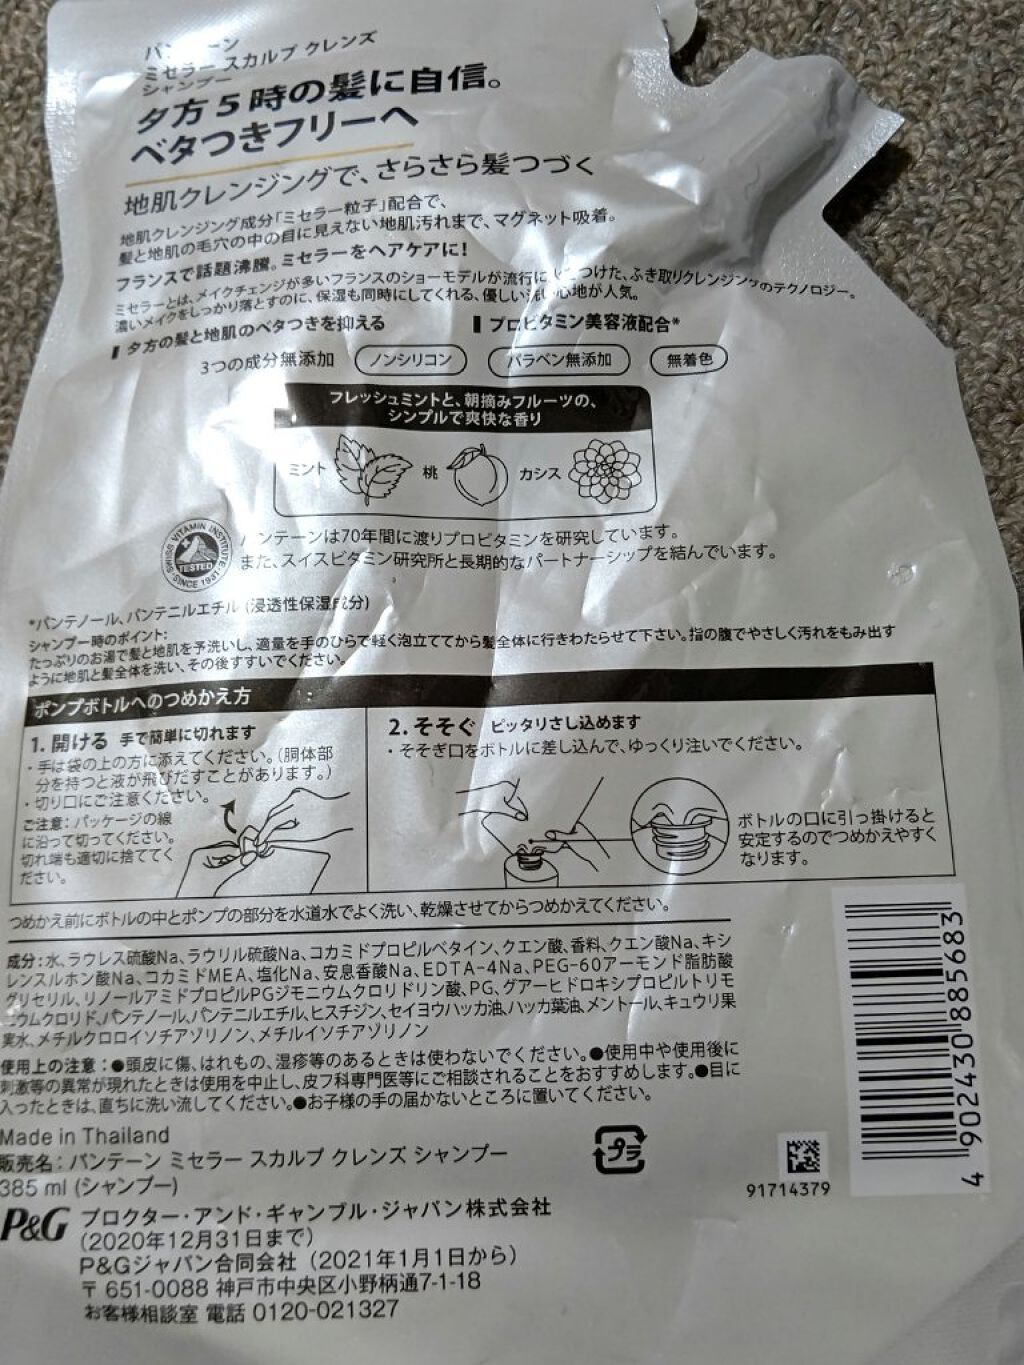 パンテーン
ミセラー スカルプ クレンズ
シャンプー
夕方5時の髪に自信。
ベタつきフリーへ
地肌クレンジングで、さらさら髪つづく
地肌クレンジング成分「ミセラー粒子」配合で、
髪と地肌の毛穴の中の目に見えない地肌汚れまで、マグネット吸着。
フランスで話題沸騰。ミセラーをヘアケアに!
ミセラーとは、メイクチェンジが多いフランスのショーモデルが流行に つけた、ふき取りクレンジングのテクノロジー。
濃いメイクをしっかり落とすのに、保湿も同時にしてくれる、優しい洗い心地が人気。
夕方の髪と地肌のベタつきを抑える
プロビタミン美容液配合*
3つの成分無添加 ノンシリコン パラベン無添加 無着色
フレッシュミントと、朝摘みフルーツの、
シンプルで爽快な香り
ミント 桃 カシス
SWISS VITAMIN INSTITUTE
TESTED
SINCE 1931
ンテーンは70年間に渡りプロビタミンを研究しています。
また、スイスビタミン研究所と長期的なパートナーシップを結んでいます。
*パンテノール、パンテニルエチル (浸透性保湿成分)
シャンプー時のポイント:
たっぷりのお湯で髪と地肌を予洗いし、適量を手のひらで軽く泡立ててから髪全体に行きわたらせて下さい。指の腹でやさしく汚れをもみ出す
ように地肌と髪全体を洗い、その後すすいでください。
ポンプボトルへのつめかえ方
1. 開ける 手で簡単に切れます
・手は袋の上の方に添えてください。(胴体部
分を持つと液が飛びだすことがあります。)
・切り口にご注意ください。
ご注意: パッケージの線
に沿って切ってください。
切れ端も適切に捨ててく
ださい。
2. そそぐ ピッタリさし込めます
・そそぎ口をボトルに差し込んで、ゆっくり注いでください。
ボトルの口に引っ掛けると
安定するのでつめかえやすく
なります。
つめかえ前にボトルの中とポンプの部分を水道水でよく洗い、乾燥させてからつめかえてください。
成分: 水、ラウレス硫酸Na、ラウリル硫酸Na、コカミドプロピルベタイン、クエン酸、香料、クエン酸Na、キシ
レンスルホン酸Na、コカミドMEA、塩化Na、安息香酸Na、EDTA-4Na、PEG-60アーモンド脂肪酸
グリセリル、リノールアミドプロピルPGジモニウムクロリドリン酸、PG、グアーヒドロキシプロピルトリモ
ニウムクロリド、パンテノール、パンテニルエチル、ヒスチジン、セイヨウハッカ油、ハッカ葉油、メントール、キュウリ果
実水、メチルクロロイソチアゾリノン、メチルイソチアゾリノン
使用上の注意:●頭皮に傷、はれもの、湿疹等のあるときは使わないでください。●使用中や使用後に
刺激等の異常が現れたときは使用を中止し、皮フ科専門医等にご相談されることをおすすめします。●目に
入ったときは、直ちに洗い流してください。●お子様の手の届かないところに置いてください。
Made in Thailand
販売名: パンテーン ミセラー スカルプ クレンズ シャンプー
385 ml (シャンプー)
プラ
91714379
4 902430 885683
P&G プロクター・アンド・ギャンブル・ジャパン株式会社
(2020年12月31日まで)
P&Gジャパン合同会社 (2021年1月1日から)
〒 651-0088 神戸市中央区小野柄通7-1-18
お客様相談室 電話 0120-021327